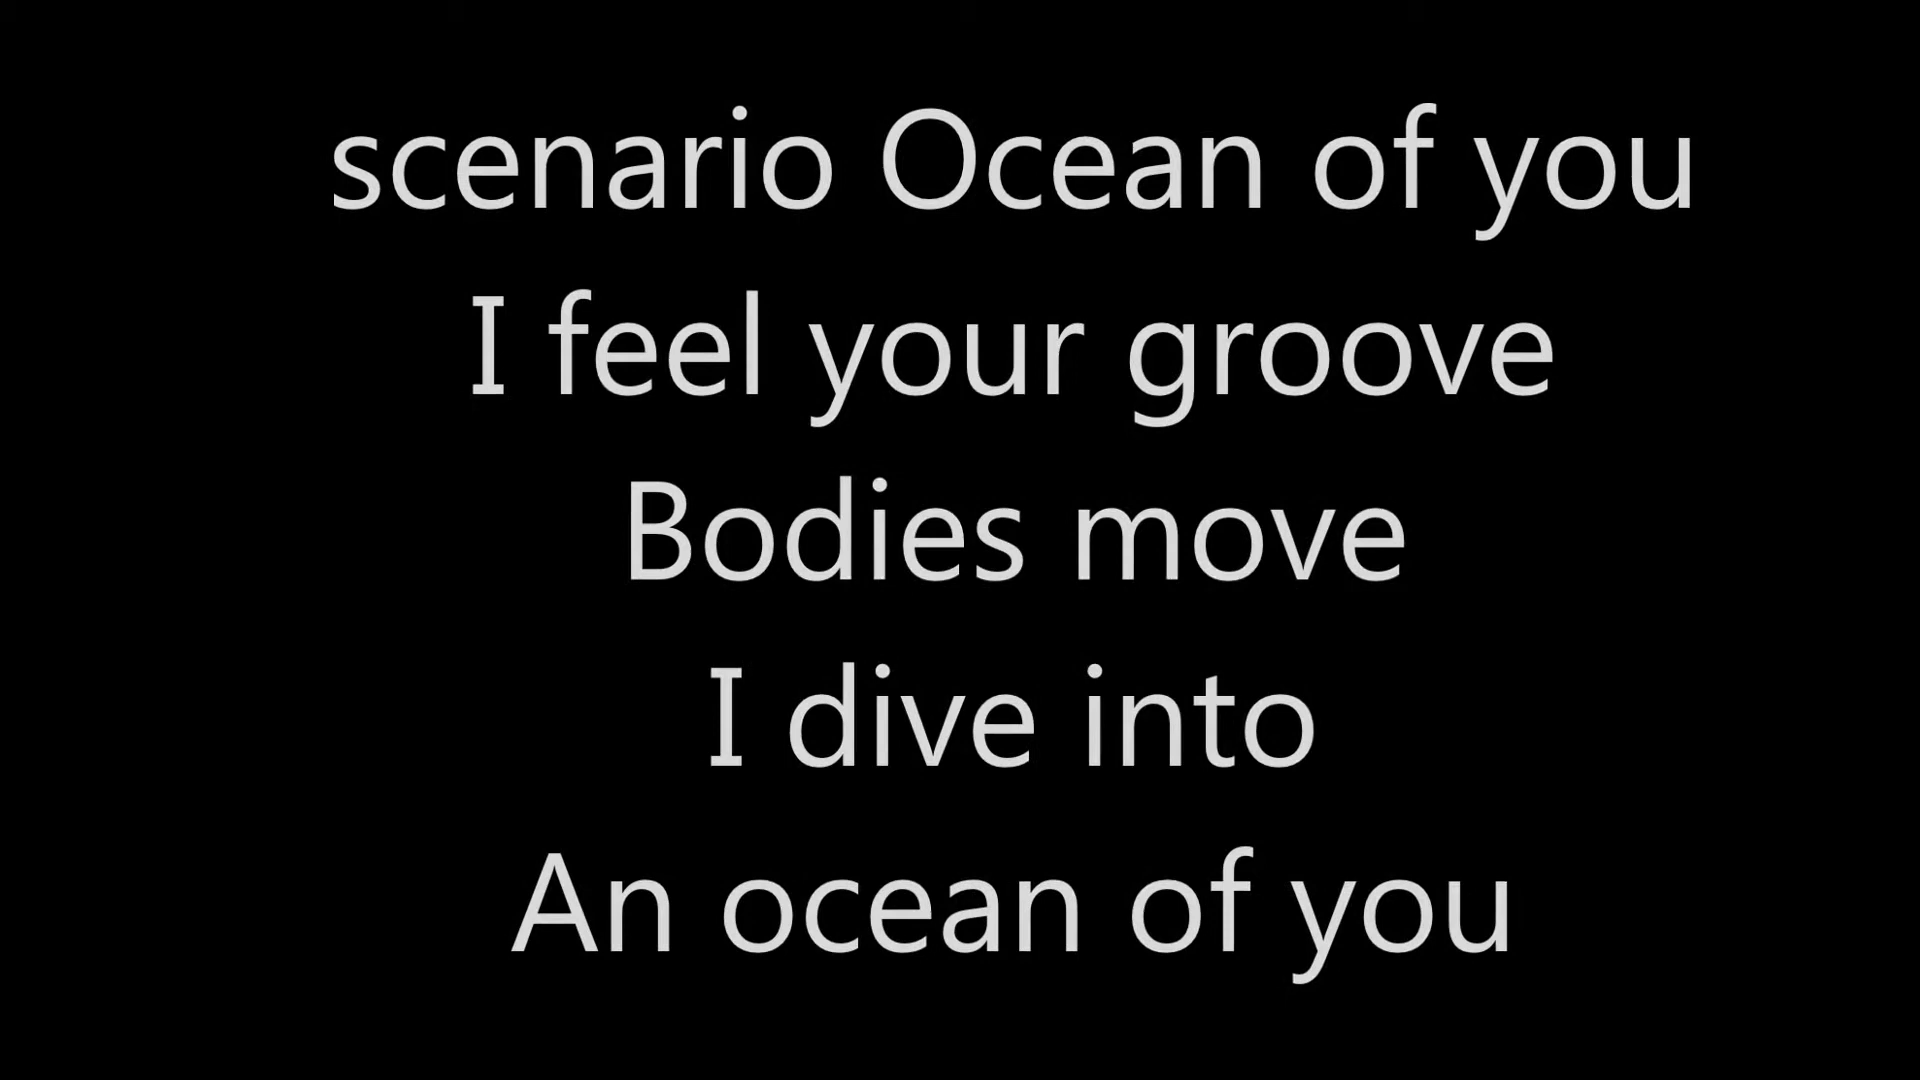 scenario Ocean of you
I feel your groove
Bodies move
I dive into
An ocean of you